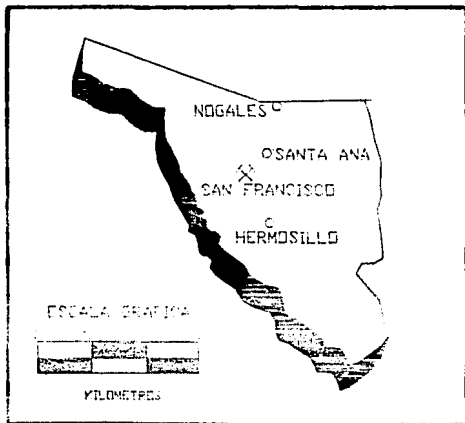 NOGALES
SANTA ANA
SAN FRANCISCO
HERMOSILLO
ESCALA GRAFICA
KILOMETROS